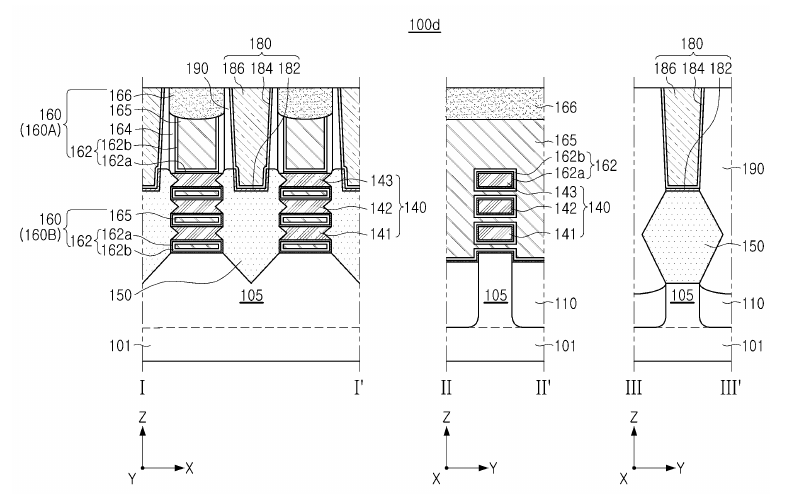 100d
180
190 186 184 182
166
160
(160A)
165
164
162 162b
162a
160
(160B)
165
162 162a
162b
143
142
141
140
150
105
101
I I'
Z
Y X
166
165
162b
162a
162
143
142
141
140
105
110
101
II II'
Z
X Y
180
186 184 182
190
150
105
110
101
III III'
Z
X Y